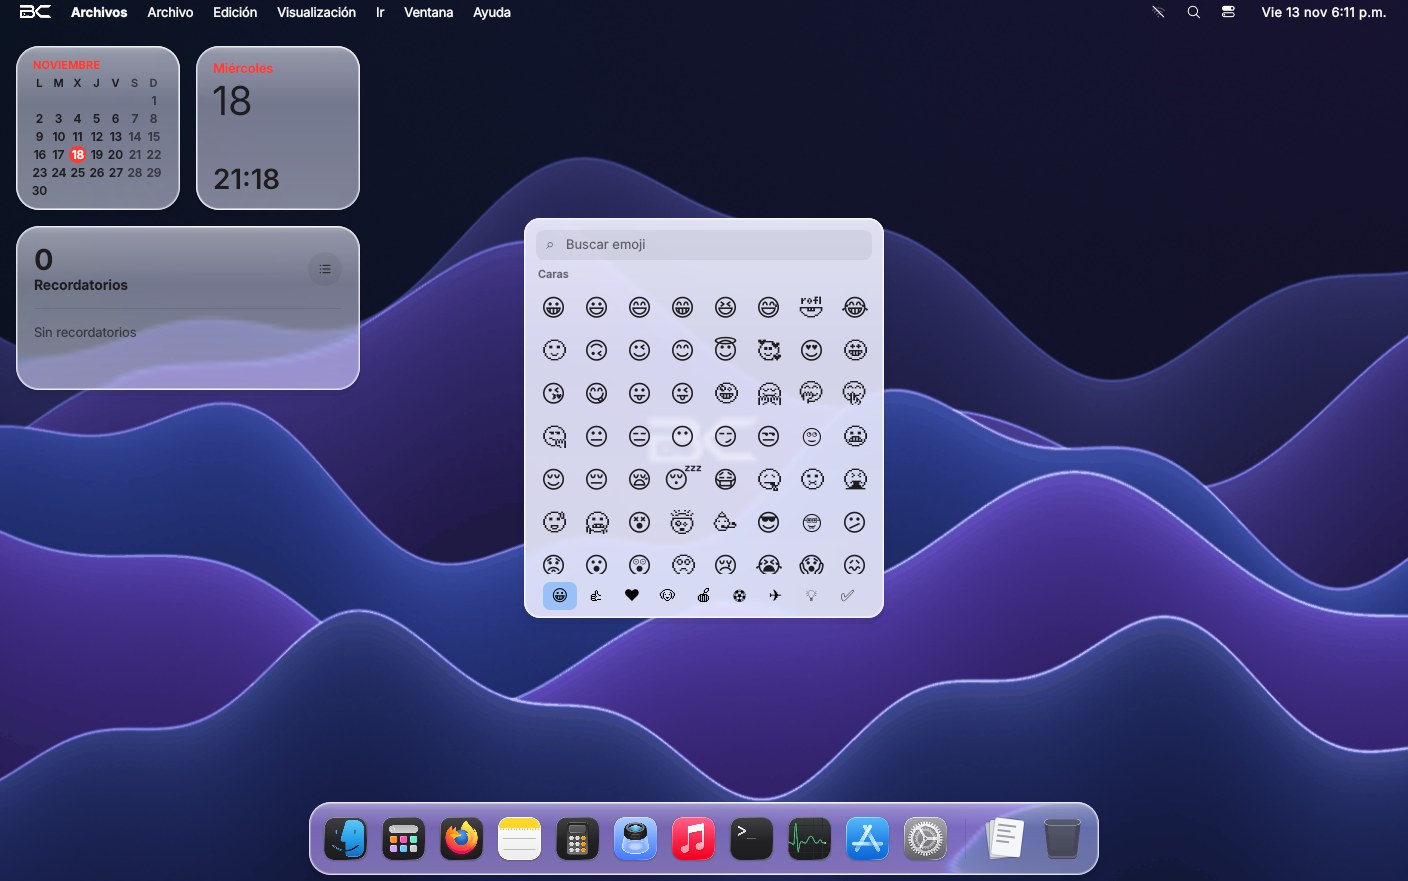 BC Archivos Archivo Edición Visualización Ir Ventana Ayuda Vie 13 nov 6:11 p.m.
NOVIEMBRE
L M X J V S D
1
2 3 4 5 6 7 8
9 10 11 12 13 14 15
16 17 18 19 20 21 22
23 24 25 26 27 28 29
30
Miércoles
18
21:18
0
Recordatorios
Sin recordatorios
Buscar emoji
Caras
rofl
zzz
BC
>_